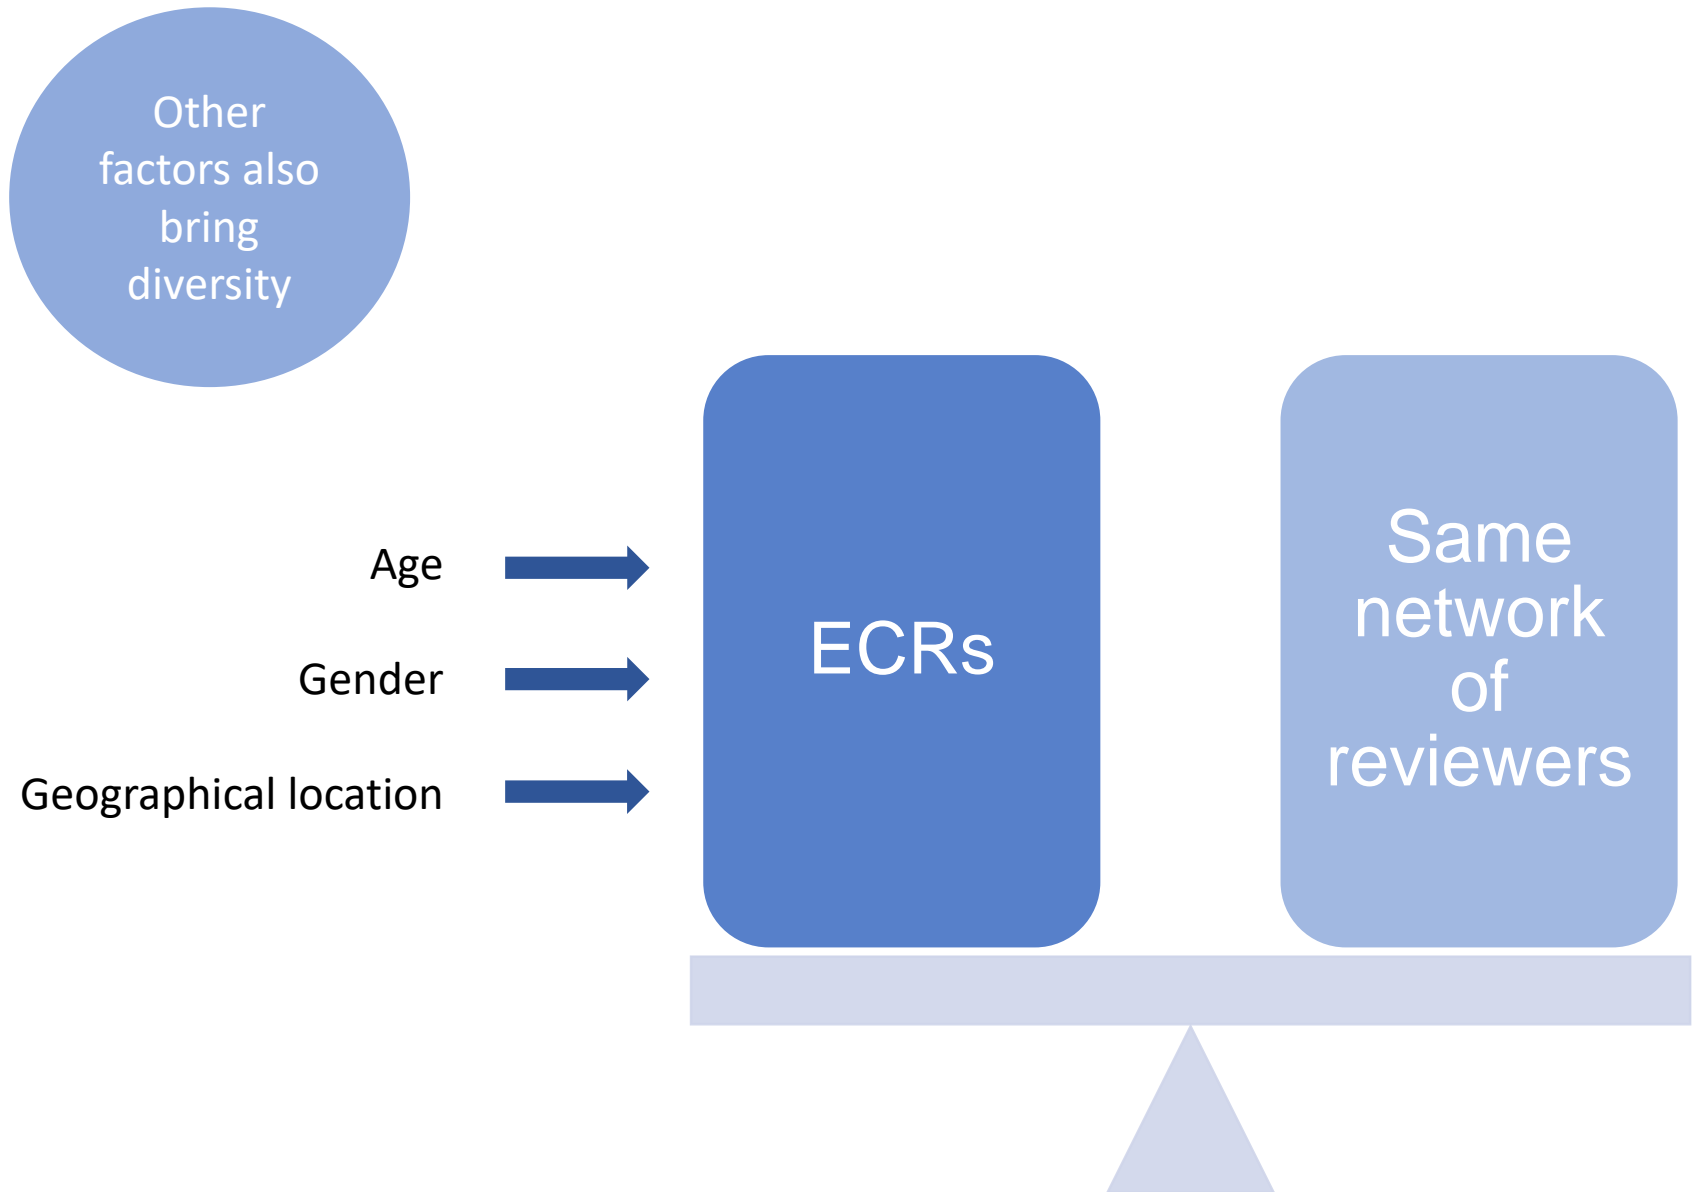 Other
factors also
bring
diversity
Age
Gender
Geographical location
ECRs
Same
network
of
reviewers